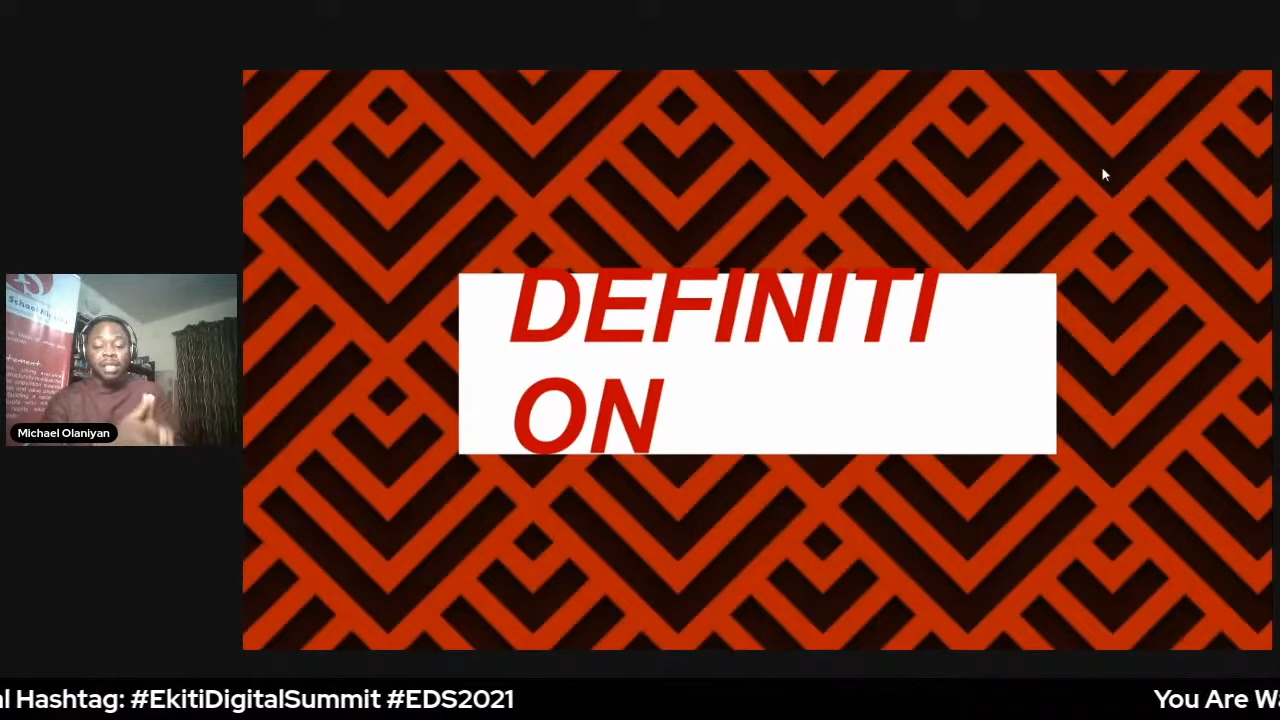 DEFINITI
ON
Michael Olaniyan
al Hashtag: #EkitiDigitalSummit #EDS2021
You Are Wa